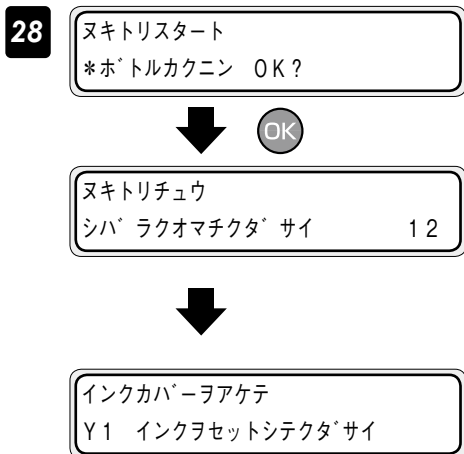 28
ヌキトリスタート
*ボトルカクニン OK?
OK
ヌキトリチュウ
シバラクオマチクダサイ 12
インクカバーヲアケテ
Y1 インクヲセットシテクダサイ